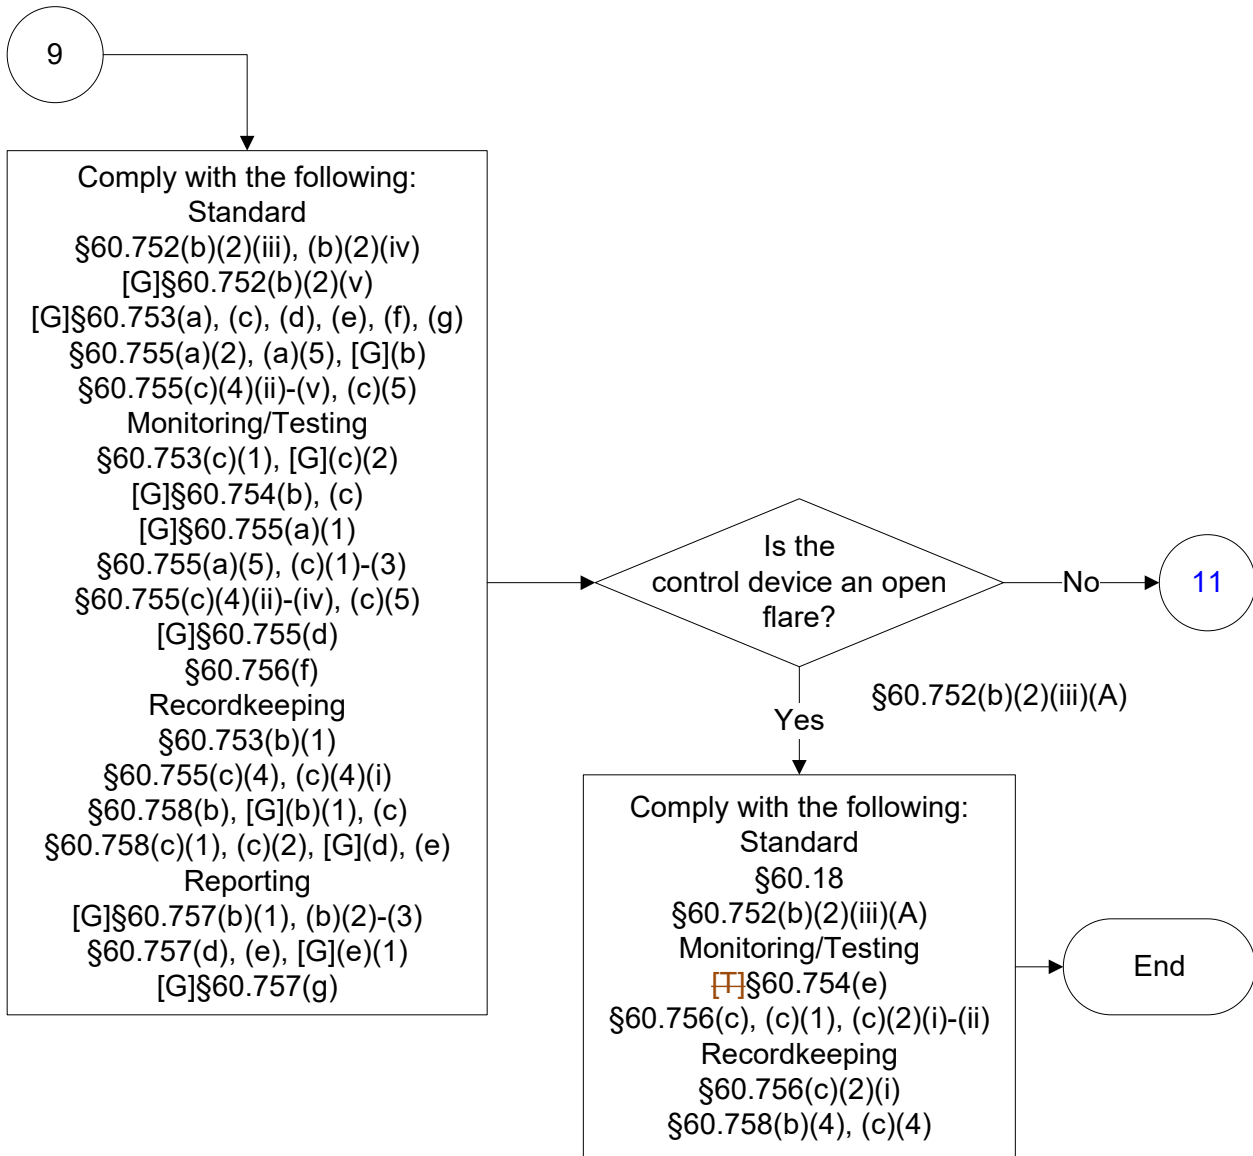 9
Comply with the following:
Standard
§60.752(b)(2)(iii), (b)(2)(iv)
[G]§60.752(b)(2)(v)
[G]§60.753(a), (c), (d), (e), (f), (g)
§60.755(a)(2), (a)(5), [G](b)
§60.755(c)(4)(ii)-(v), (c)(5)
Monitoring/Testing
§60.753(c)(1), [G](c)(2)
[G]§60.754(b), (c)
[G]§60.755(a)(1)
§60.755(a)(5), (c)(1)-(3)
§60.755(c)(4)(ii)-(iv), (c)(5)
[G]§60.755(d)
§60.756(f)
Recordkeeping
§60.753(b)(1)
§60.755(c)(4), (c)(4)(i)
§60.758(b), [G](b)(1), (c)
§60.758(c)(1), (c)(2), [G](d), (e)
Reporting
[G]§60.757(b)(1), (b)(2)-(3)
§60.757(d), (e), [G](e)(1)
[G]§60.757(g)
Is the
control device an open
flare?
No
11
Yes
§60.752(b)(2)(iii)(A)
Comply with the following:
Standard
§60.18
§60.752(b)(2)(iii)(A)
Monitoring/Testing
[T]§60.754(e)
§60.756(c), (c)(1), (c)(2)(i)-(ii)
Recordkeeping
§60.756(c)(2)(i)
§60.758(b)(4), (c)(4)
End